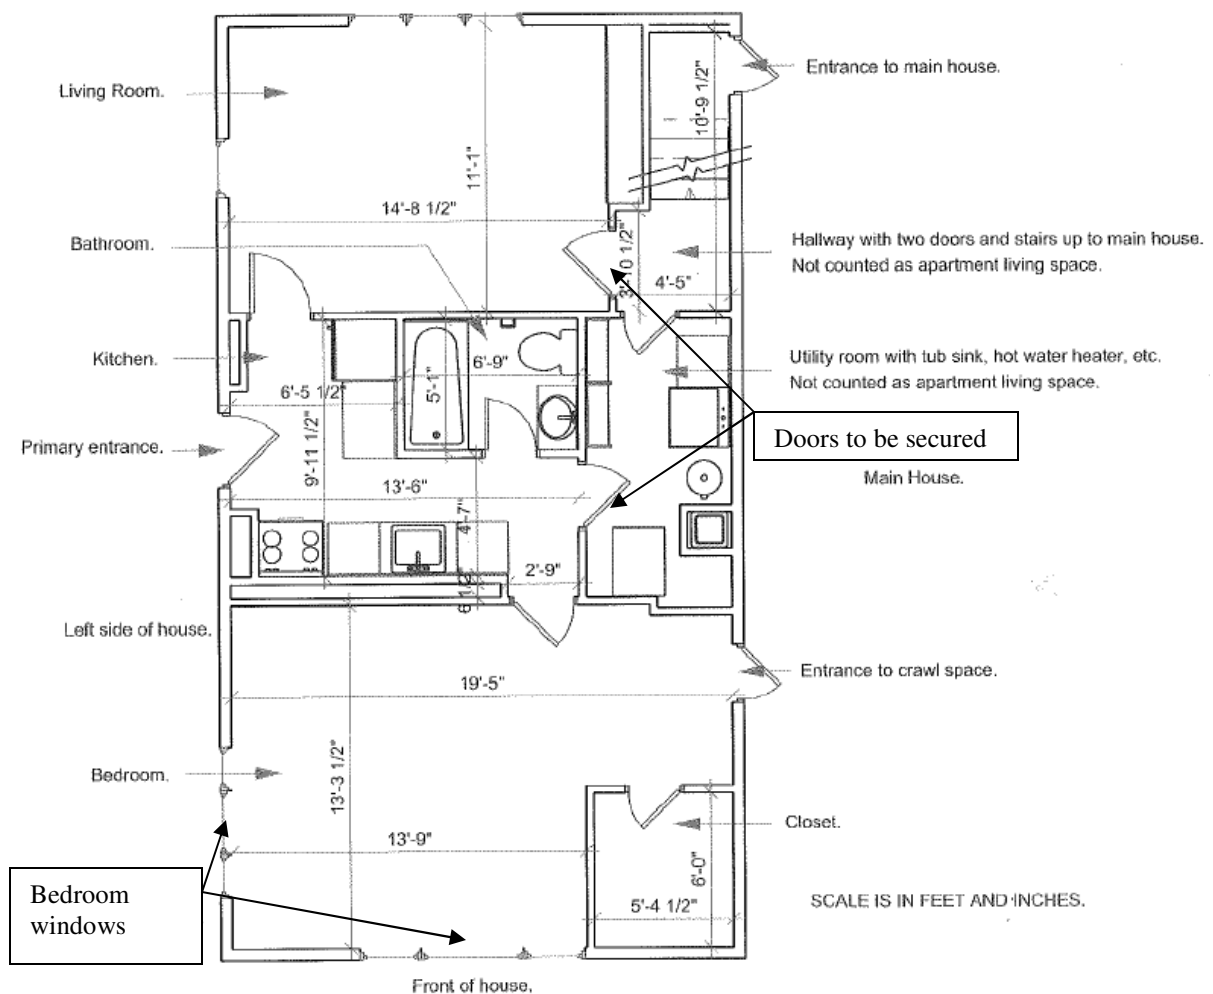 Entrance to main house.
Living Room.
10'-9 1/2"
11'-1"
14'-8 1/2"
Bathroom.
Hallway with two doors and stairs up to main house.
Not counted as apartment living space.
3'-10 1/2"
4'-5"
Kitchen.
6'-9"
Utility room with tub sink, hot water heater, etc.
Not counted as apartment living space.
6'-5 1/2"
5'-1"
Doors to be secured
Primary entrance.
9'-11 1/2"
Main House.
13'-6"
4'-7"
2'-9"
6 1/2"
Left side of house.
Entrance to crawl space.
19'-5"
Bedroom.
13'-3 1/2"
Closet.
13'-9"
6'-0"
Bedroom
windows
5'-4 1/2"
SCALE IS IN FEET AND INCHES.
Front of house.